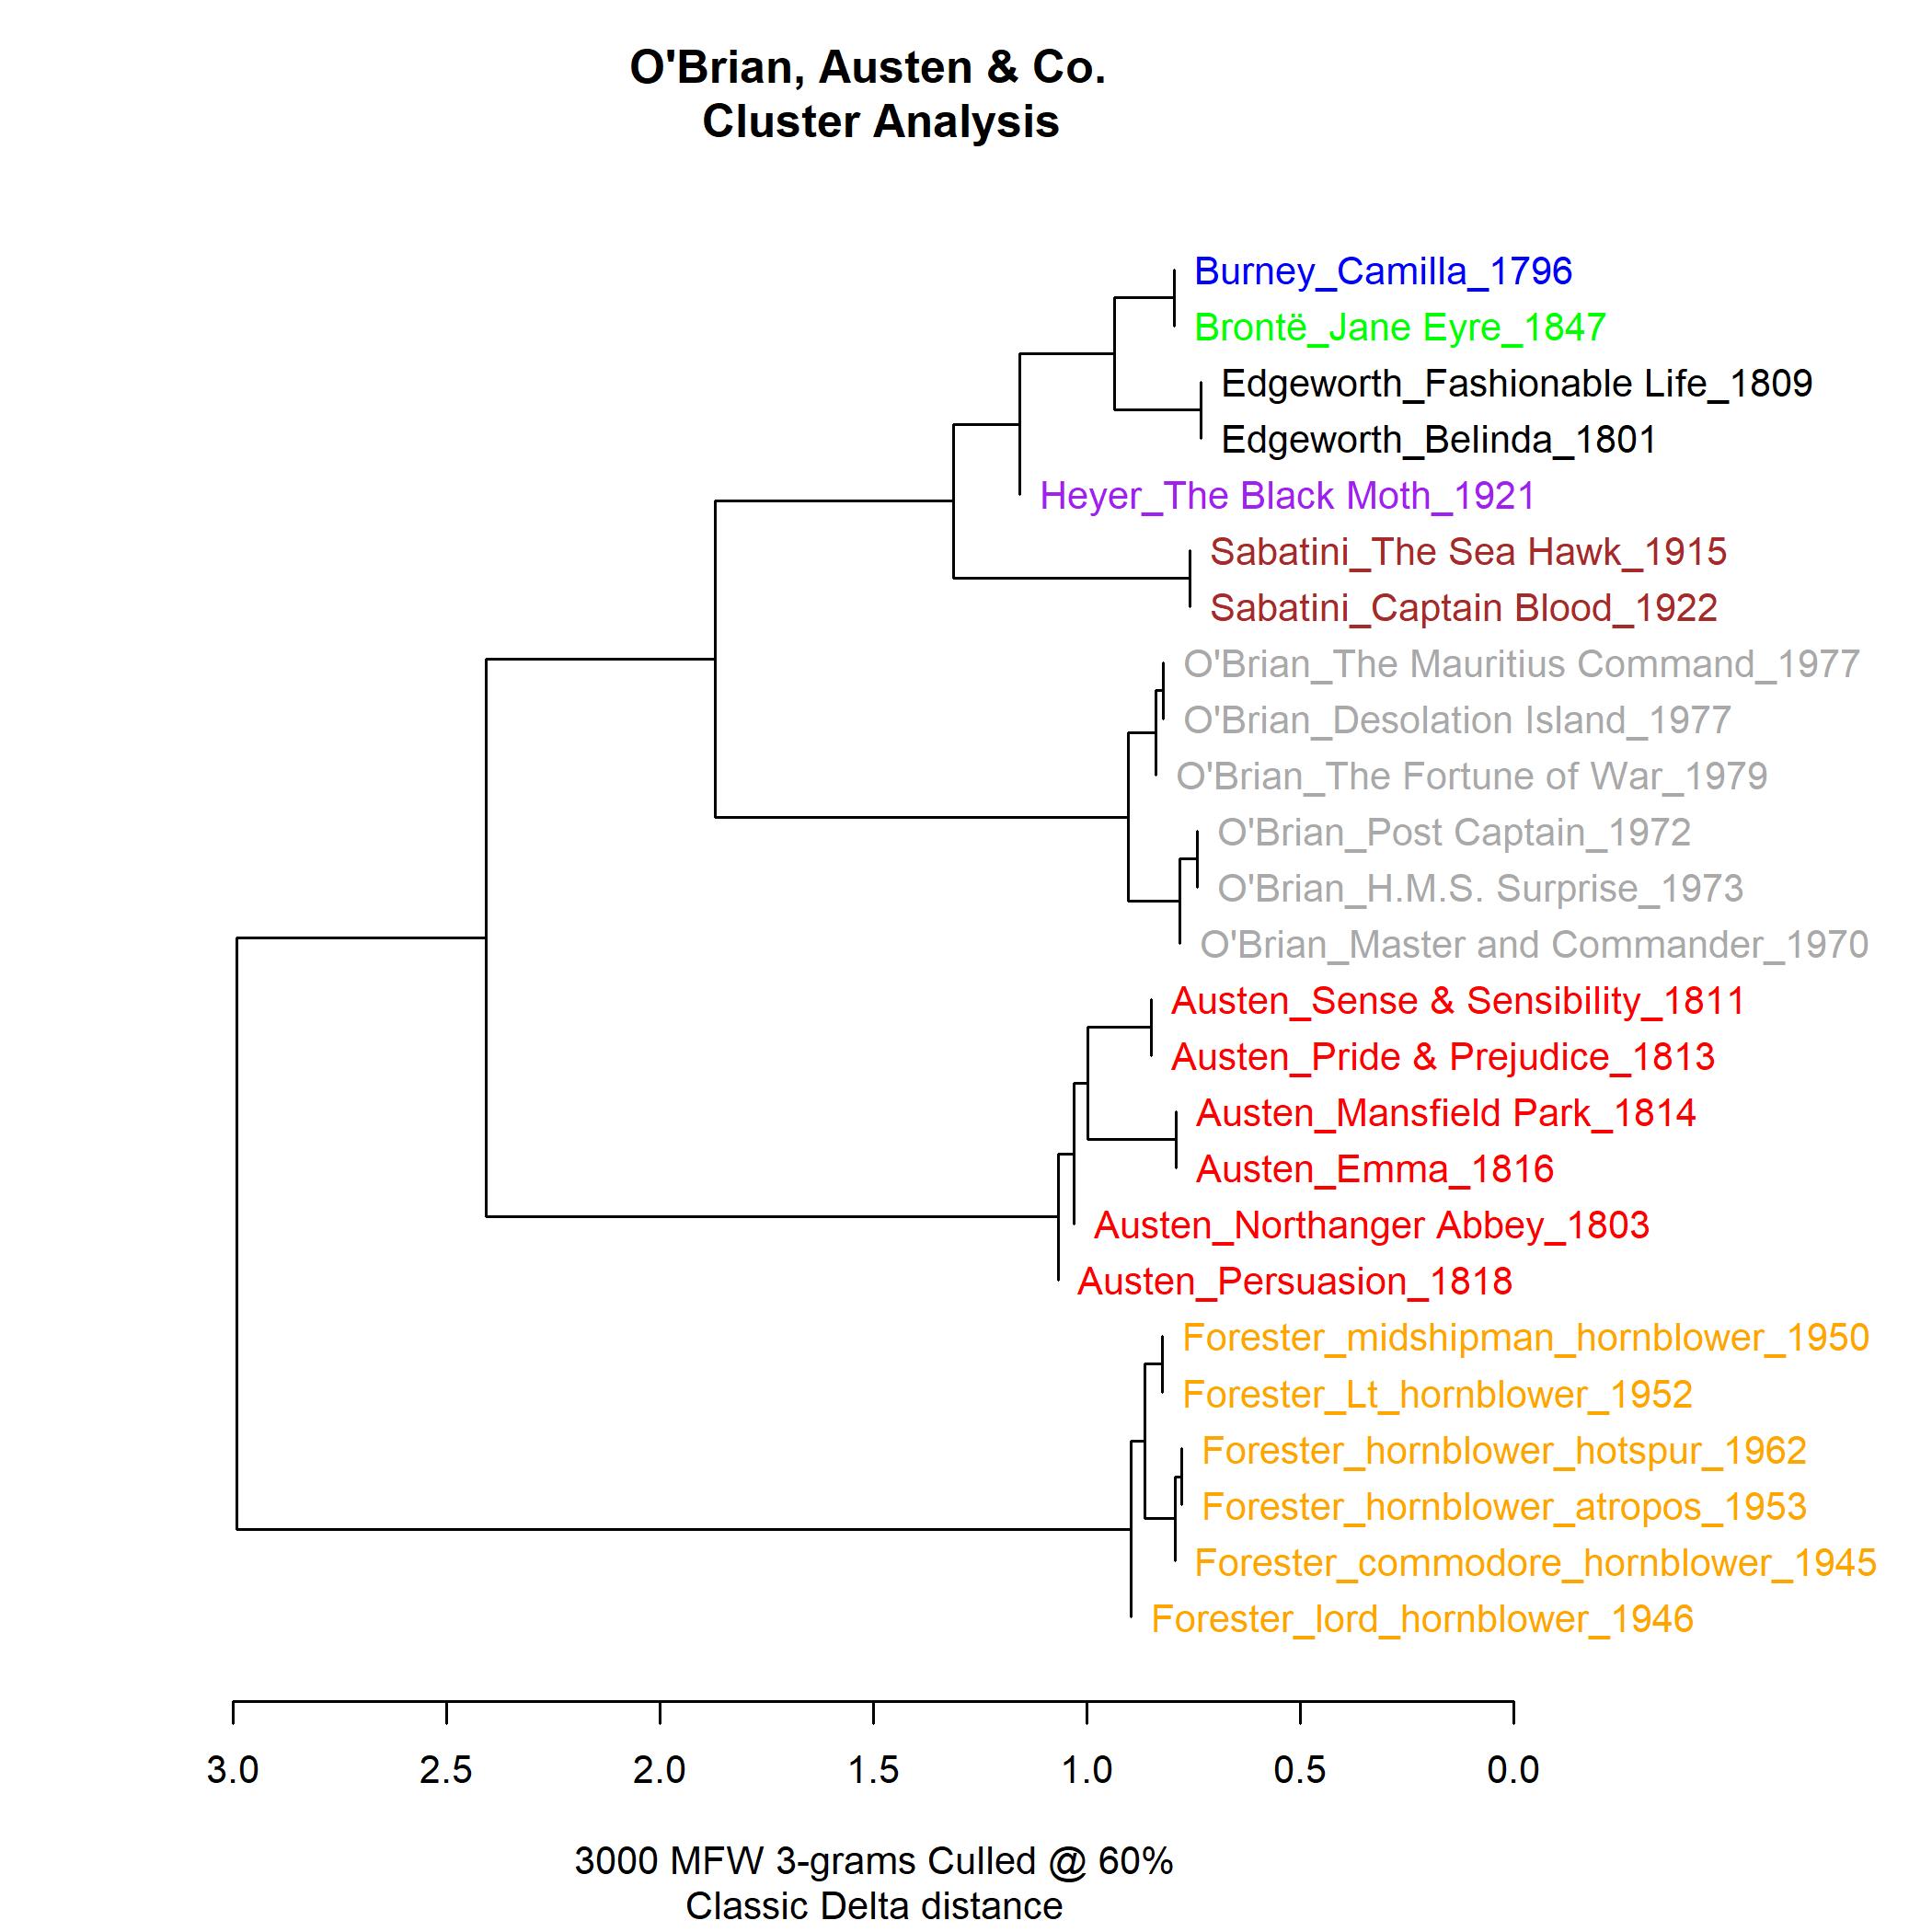 O'Brian, Austen & Co.
Cluster Analysis
Burney_Camilla_1796
Brontë_Jane Eyre_1847
Edgeworth_Fashionable Life_1809
Edgeworth_Belinda_1801
Heyer_The Black Moth_1921
Sabatini_The Sea Hawk_1915
Sabatini_Captain Blood_1922
O'Brian_The Mauritius Command_1977
O'Brian_Desolation Island_1977
O'Brian_The Fortune of War_1979
O'Brian_Post Captain_1972
O'Brian_H.M.S. Surprise_1973
O'Brian_Master and Commander_1970
Austen_Sense & Sensibility_1811
Austen_Pride & Prejudice_1813
Austen_Mansfield Park_1814
Austen_Emma_1816
Austen_Northanger Abbey_1803
Austen_Persuasion_1818
Forester_midshipman_hornblower_1950
Forester_Lt_hornblower_1952
Forester_hornblower_hotspur_1962
Forester_hornblower_atropos_1953
Forester_commodore_hornblower_1945
Forester_lord_hornblower_1946
3.0 2.5 2.0 1.5 1.0 0.5 0.0
3000 MFW 3-grams Culled @ 60%
Classic Delta distance